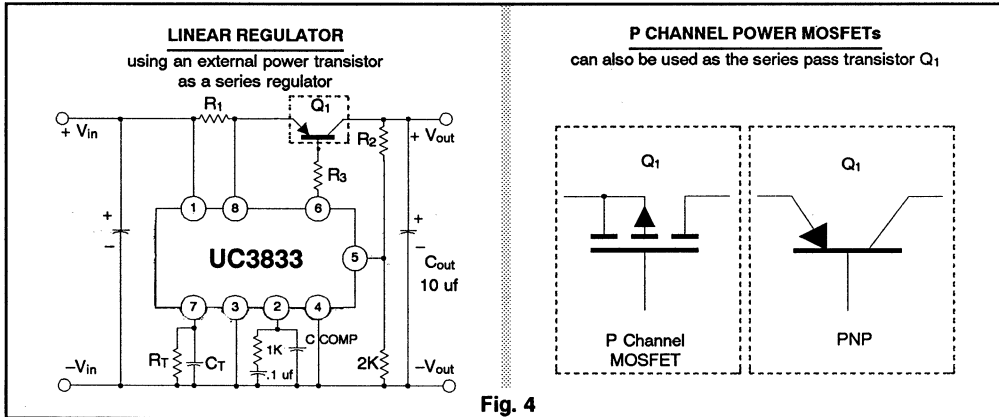 LINEAR REGULATOR
using an external power transistor
as a series regulator
+ Vin
R1
Q1
R2
+ Vout
R3
1
8
6
+
−
UC3833
5
+
−
Cout
10 uf
7
3
2
4
RT
CT
1K
.1 uf
C COMP
2K
−Vin
−Vout
P CHANNEL POWER MOSFETs
can also be used as the series pass transistor Q1
Q1
P Channel
MOSFET
Q1
PNP
Fig. 4